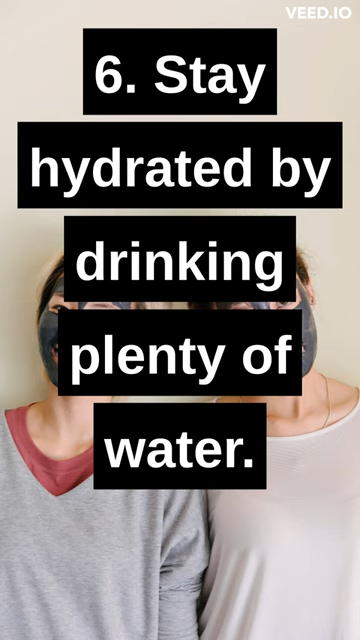 VEED.IO
6. Stay
hydrated by
drinking
plenty of
water.